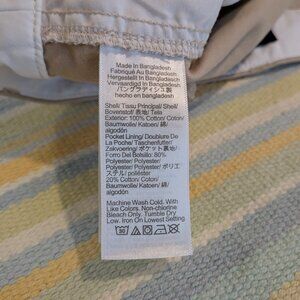 Made In Bangladesh
Fabriqué Au Bangladesh
Hergestellt In Bangladesh
Vervaardigd in Bangladesh
バングラディシュ製
hecho en Bangladesh
Shell/ Tissu Principal/ Shell/
Bovenstof/ 表地/ Tela
Exterior: 100% Cotton/ Coton/
Baumwolle/ Katoen/ 綿/
algodón
Pocket Lining/ Doublure De
La Poche/ Taschenfutter/
Zakvoering/ ポケット裏地/
Forro Del Bolsillo: 80%
Polyester/ Polyester/
Polyester/ Polyester/ ポリエ
ステル/ poliéster
20% Cotton/ Coton/
Baumwolle/ Katoen/ 綿/
algodón
Machine Wash Cold. With
Like Colors. Non-chlorine
Bleach Only. Tumble Dry
Low. Iron On Lowest Setting
30